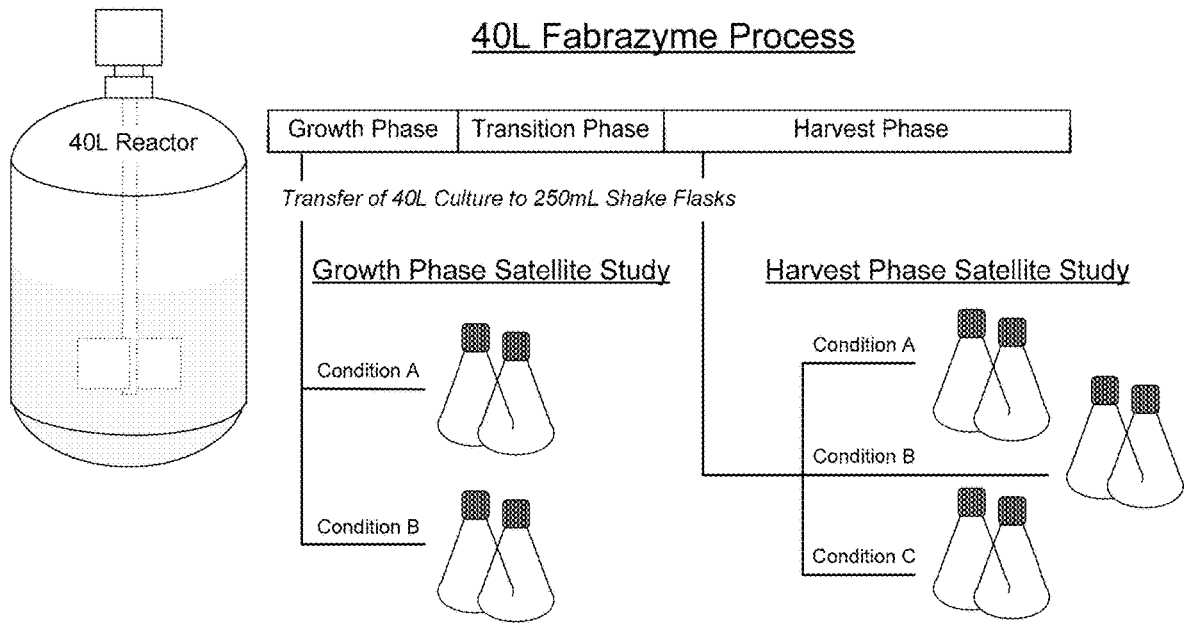 40L Fabrazyme Process
40L Reactor
Growth Phase
Transition Phase
Harvest Phase
Transfer of 40L Culture to 250mL Shake Flasks
Growth Phase Satellite Study
Condition A
Condition B
Harvest Phase Satellite Study
Condition A
Condition B
Condition C